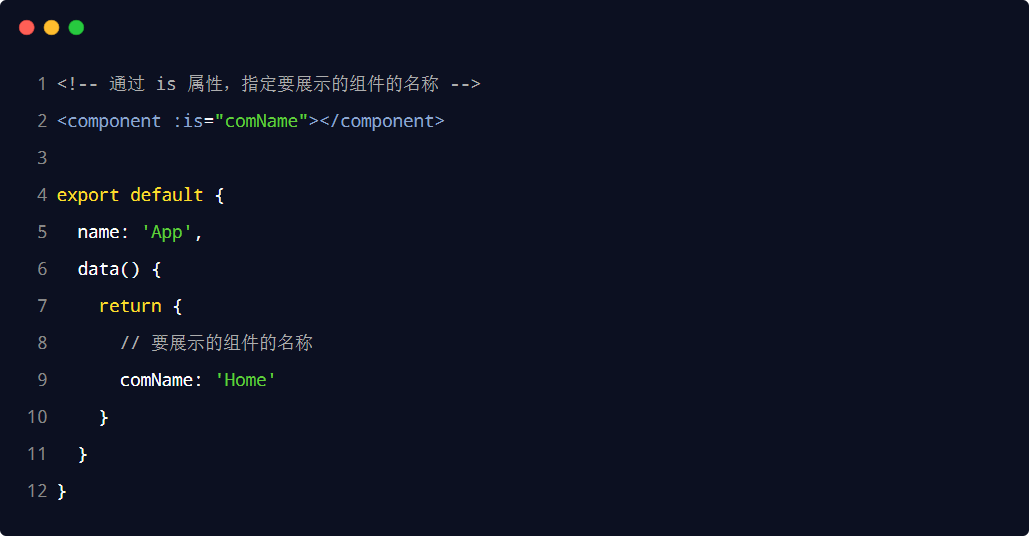 1 <!-- 通过 is 属性，指定要展示的组件的名称 -->
2 <component :is="comName"></component>
3
4 export default {
5   name: 'App',
6   data() {
7     return {
8       // 要展示的组件的名称
9       comName: 'Home'
10     }
11   }
12 }